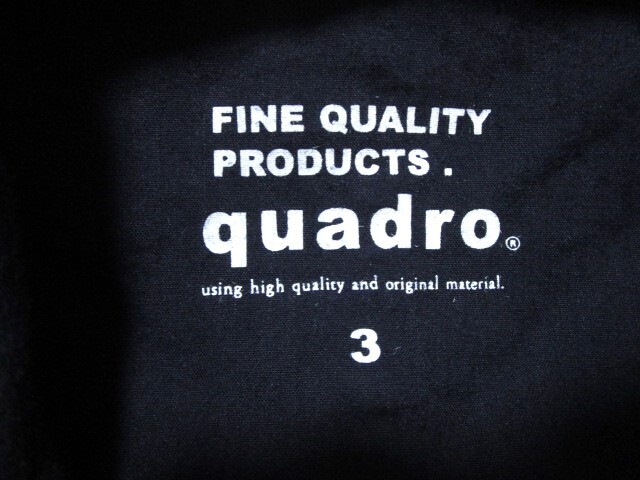 FINE QUALITY
PRODUCTS .
quadro®
using high quality and original material.
3